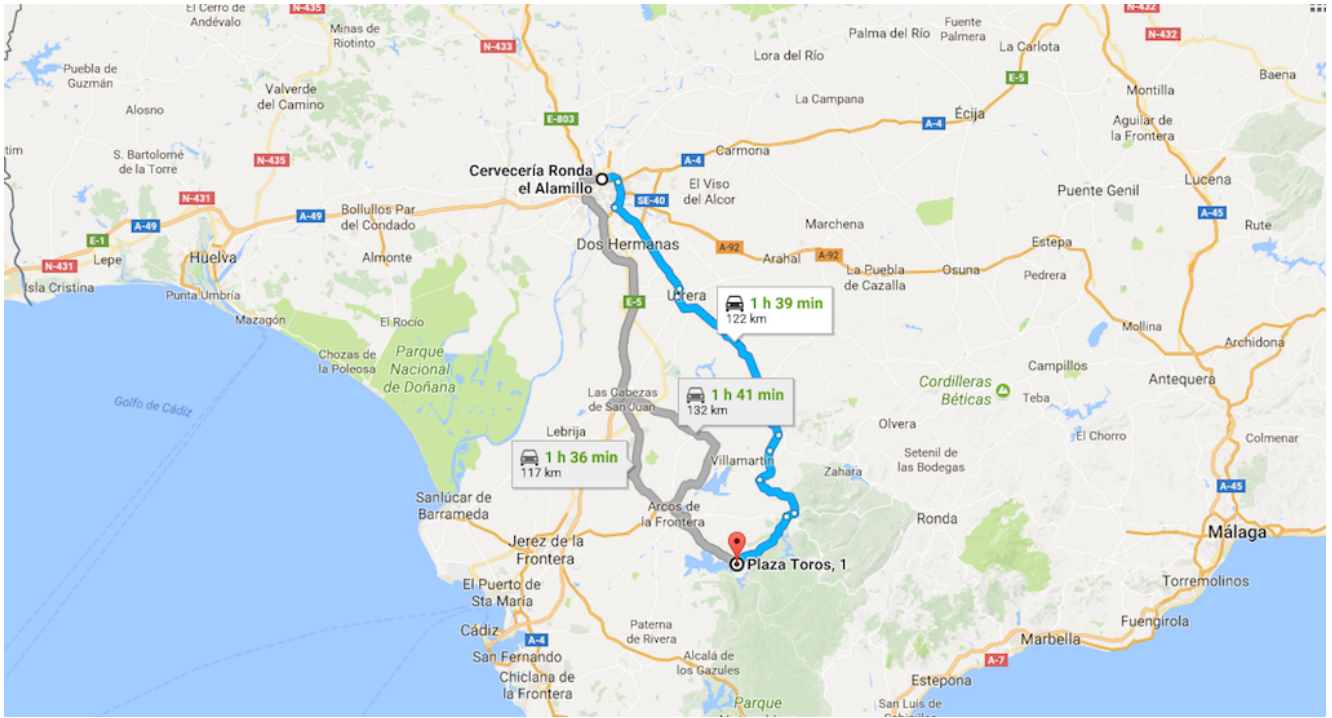 El Cerro de
Andévalo
N-435
N-432
Minas de
Riotinto
N-433
Palma del Río
Fuente
Palmera
N-432
La Carlota
Lora del Río
Puebla de
Guzmán
E-5
Baena
Valverde
del Camino
Montilla
Alosno
La Campana
E-803
Écija
A-4
Aguilar de
la Frontera
S. Bartolomé
de la Torre
N-435
Carmona
A-4
Cervecería Ronda
el Alamillo
N-431
El Viso
del Alcor
SE-40
Puente Genil
Lucena
A-49
Bollullos Par
del Condado
A-45
A-49
Marchena
Rute
E-1
Huelva
Almonte
Dos Hermanas
A-92
Estepa
N-431
Lepe
Arahal
A-92
La Puebla
de Cazalla
Osuna
Pedrera
Isla Cristina
Punta Umbría
Utrera
E-5
1 h 39 min
122 km
Mazagón
El Rocío
Mollina
Archidona
Chozas de
la Poleosa
Parque
Nacional
de Doñana
Campillos
Antequera
Golfo de Cádiz
Las Cabezas
de San Juan
1 h 41 min
132 km
Cordilleras
Béticas
Teba
Lebrija
Olvera
El Chorro
Colmenar
1 h 36 min
117 km
Villamartín
Zahara
Setenil de
las Bodegas
A-45
Sanlúcar de
Barrameda
Arcos de
la Frontera
Ronda
Málaga
Jerez de la
Frontera
Plaza Toros, 1
El Puerto de
Sta María
Torremolinos
Cádiz
Paterna
de Rivera
Fuengirola
A-4
Marbella
San Fernando
Alcalá de
los Gazules
A-7
Chiclana de
la Frontera
Estepona
Parque
San Luis de